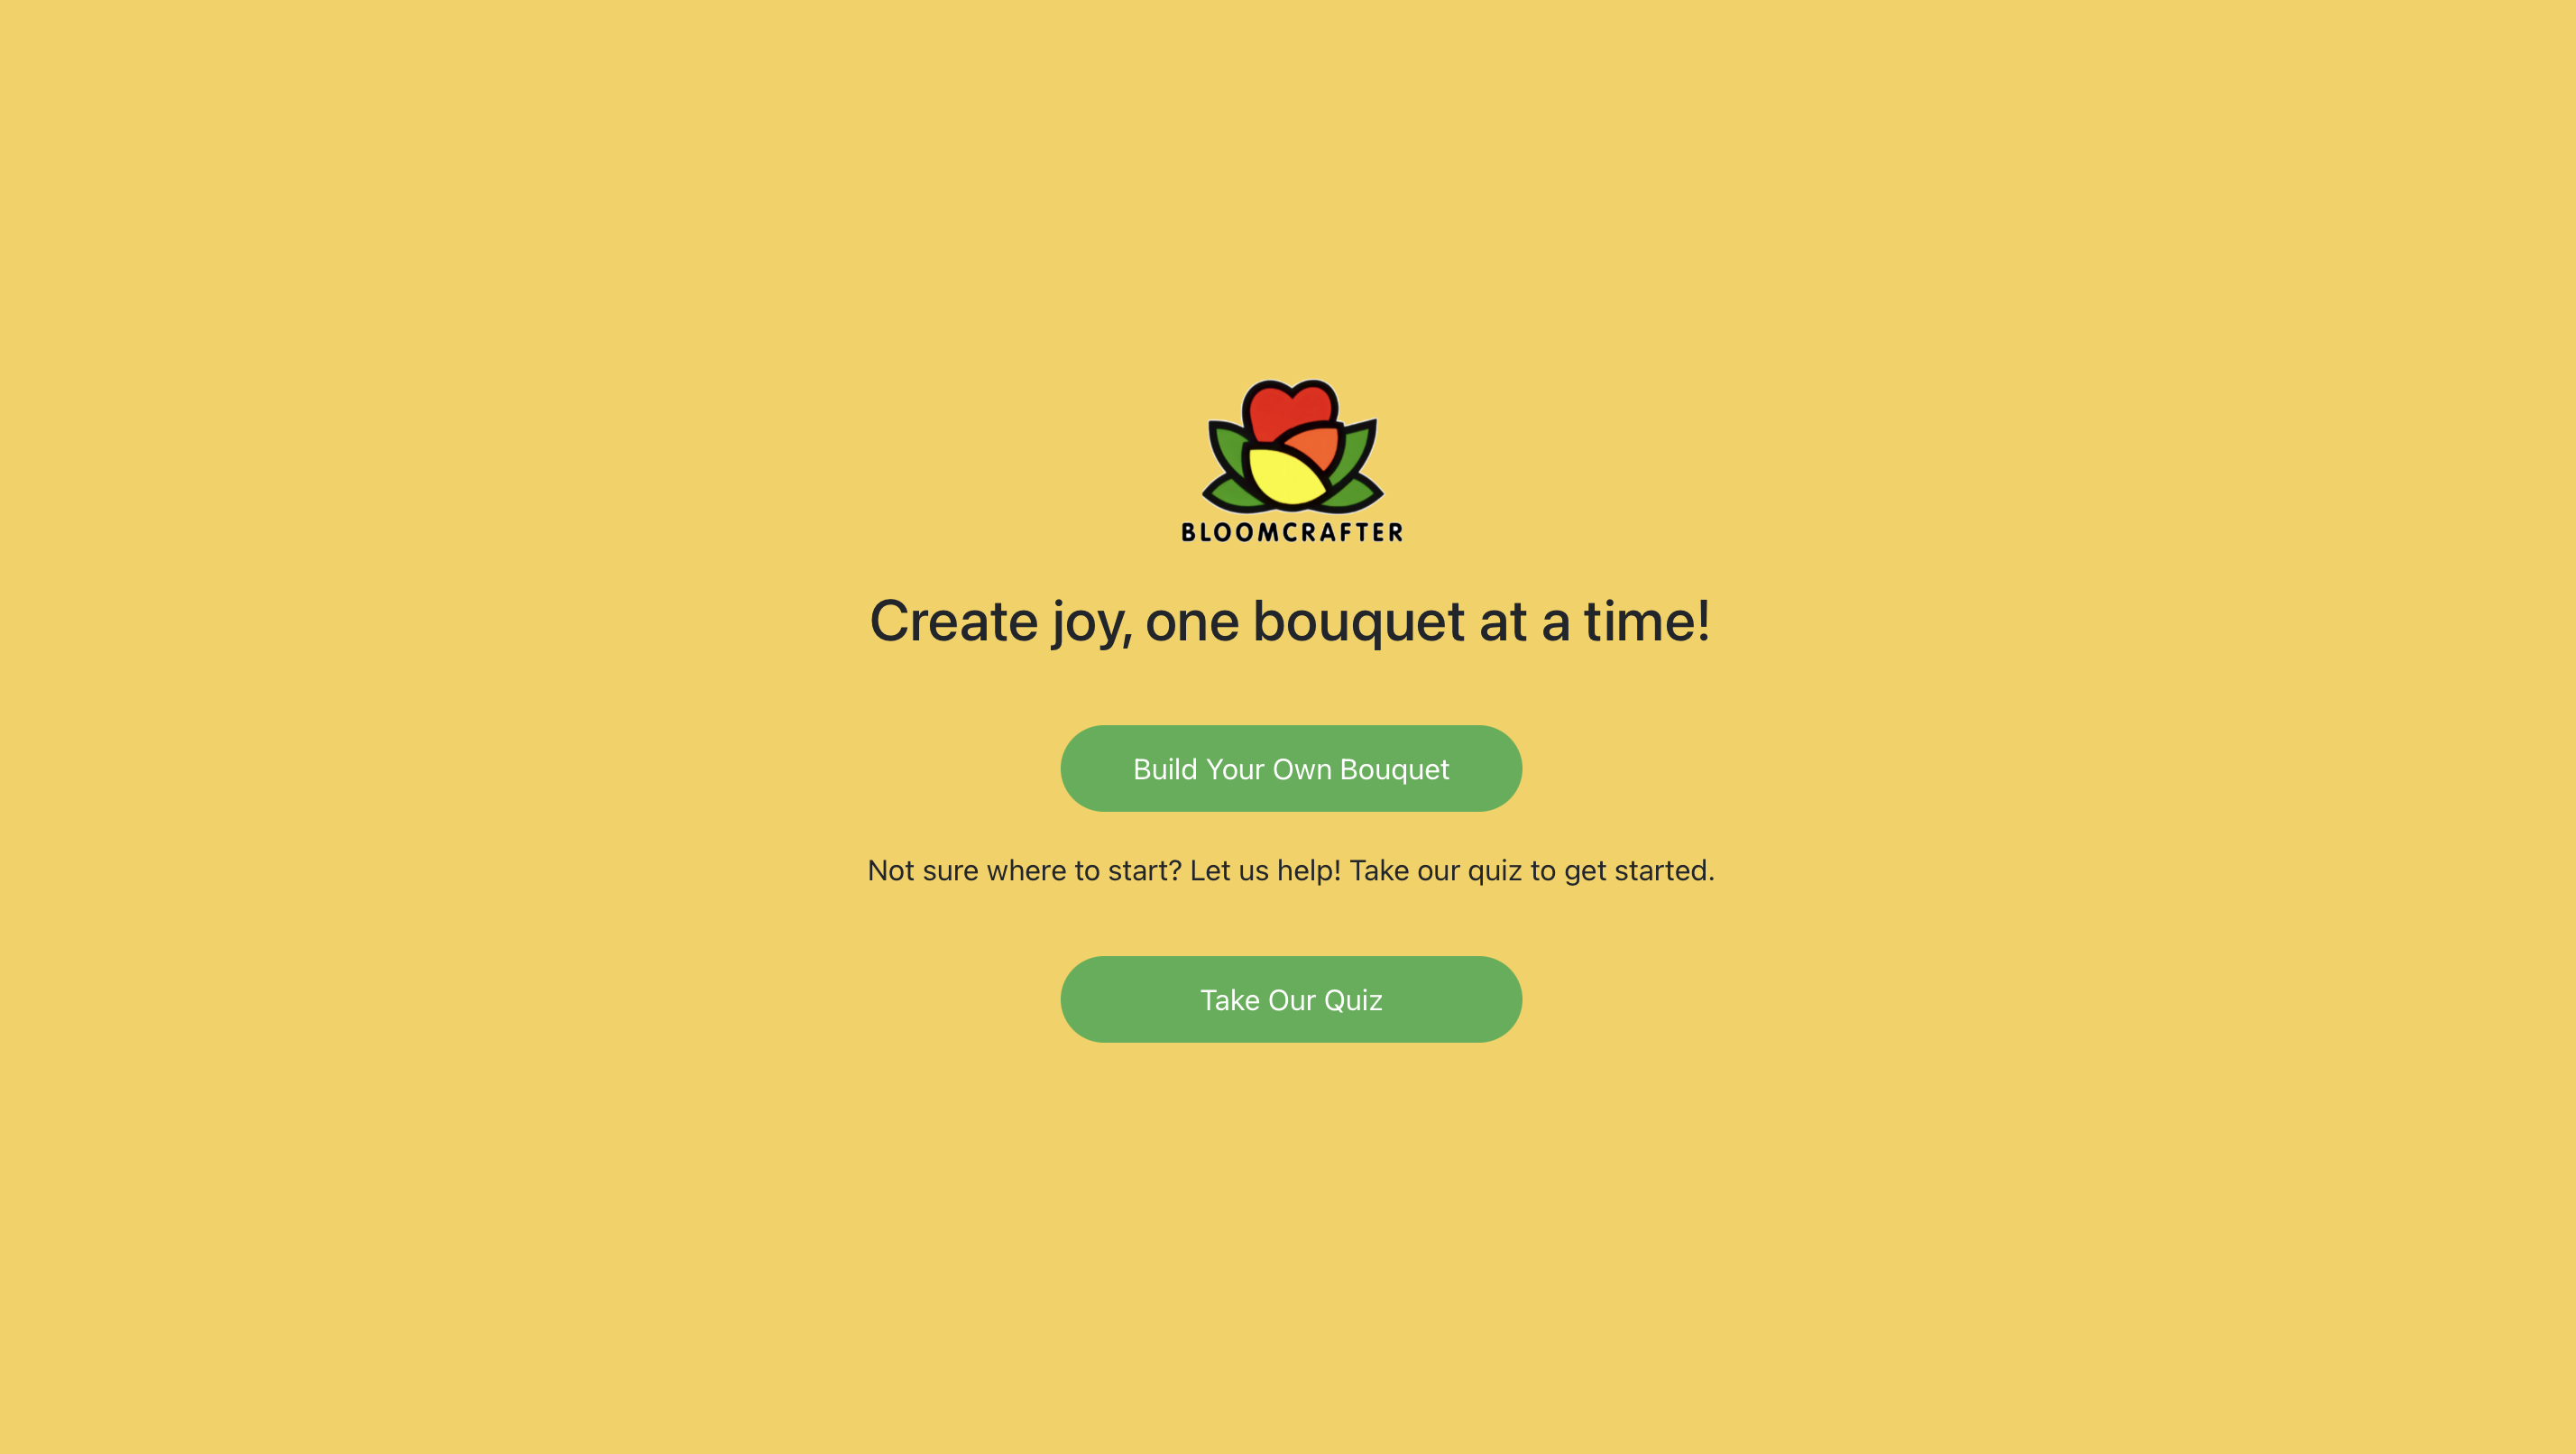 BLOOMCRAFTER
Create joy, one bouquet at a time!
Build Your Own Bouquet
Not sure where to start? Let us help! Take our quiz to get started.
Take Our Quiz